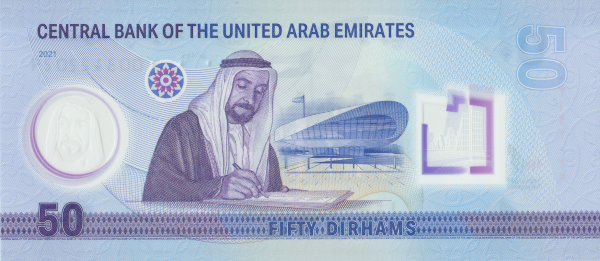 CENTRAL BANK OF THE UNITED ARAB EMIRATES
2021
50
50
FIFTY DIRHAMS